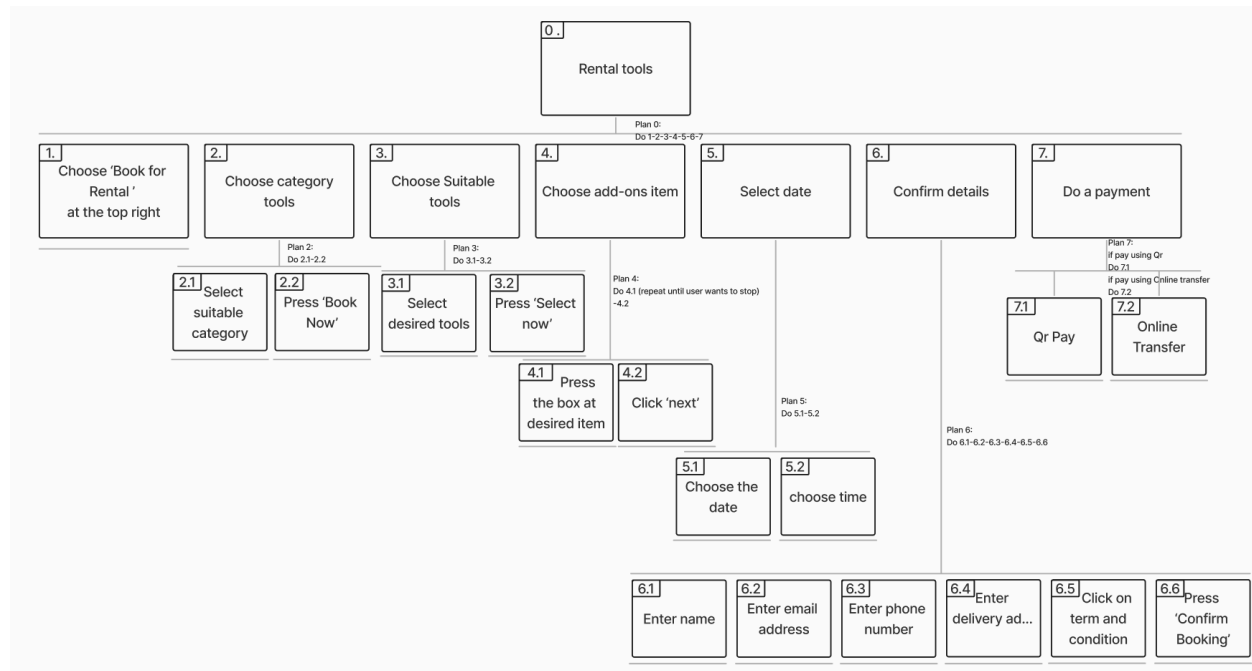 0 .
Rental tools
Plan 0:
Do 1-2-3-4-5-6-7
1.
Choose ‘Book for
Rental ‘
at the top right
2.
Choose category
tools
3.
Choose Suitable
tools
4.
Choose add-ons item
5.
Select date
6.
Confirm details
7.
Do a payment
Plan 2:
Do 2.1-2.2
2.1
Select
suitable
category
2.2
Press ‘Book
Now’
Plan 3:
Do 3.1-3.2
3.1
Select
desired tools
3.2
Press ‘Select
now’
Plan 4:
Do 4.1 (repeat until user wants to stop)
-4.2
4.1
Press
the box at
desired item
4.2
Click ‘next’
Plan 5:
Do 5.1-5.2
5.1
Choose the
date
5.2
choose time
Plan 6:
Do 6.1-6.2-6.3-6.4-6.5-6.6
6.1
Enter name
6.2
Enter email
address
6.3
Enter phone
number
6.4
Enter
delivery ad...
6.5
Click on
term and
condition
6.6
Press
‘Confirm
Booking’
Plan 7:
if pay using Qr
Do 7.1
if pay using Online transfer
Do 7.2
7.1
Qr Pay
7.2
Online
Transfer